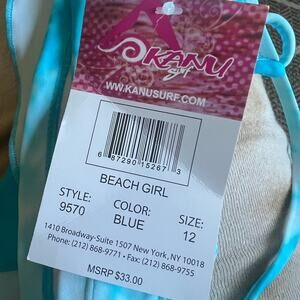 KANU
Surf
WWW.KANUSURF.COM
6 87290 15267 3
BEACH GIRL
STYLE: COLOR: SIZE:
9570 BLUE 12
1410 Broadway-Suite 1507 New York, NY 10018
Phone: (212) 868-9771 • Fax: (212) 868-9755
MSRP $33.00